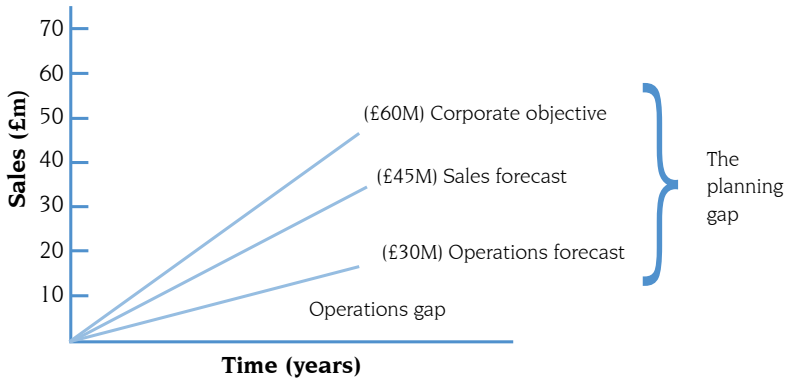 70
60
50
40
30
20
10
Sales (£m)
(£60M) Corporate objective
(£45M) Sales forecast
(£30M) Operations forecast
Operations gap
The
planning
gap
Time (years)